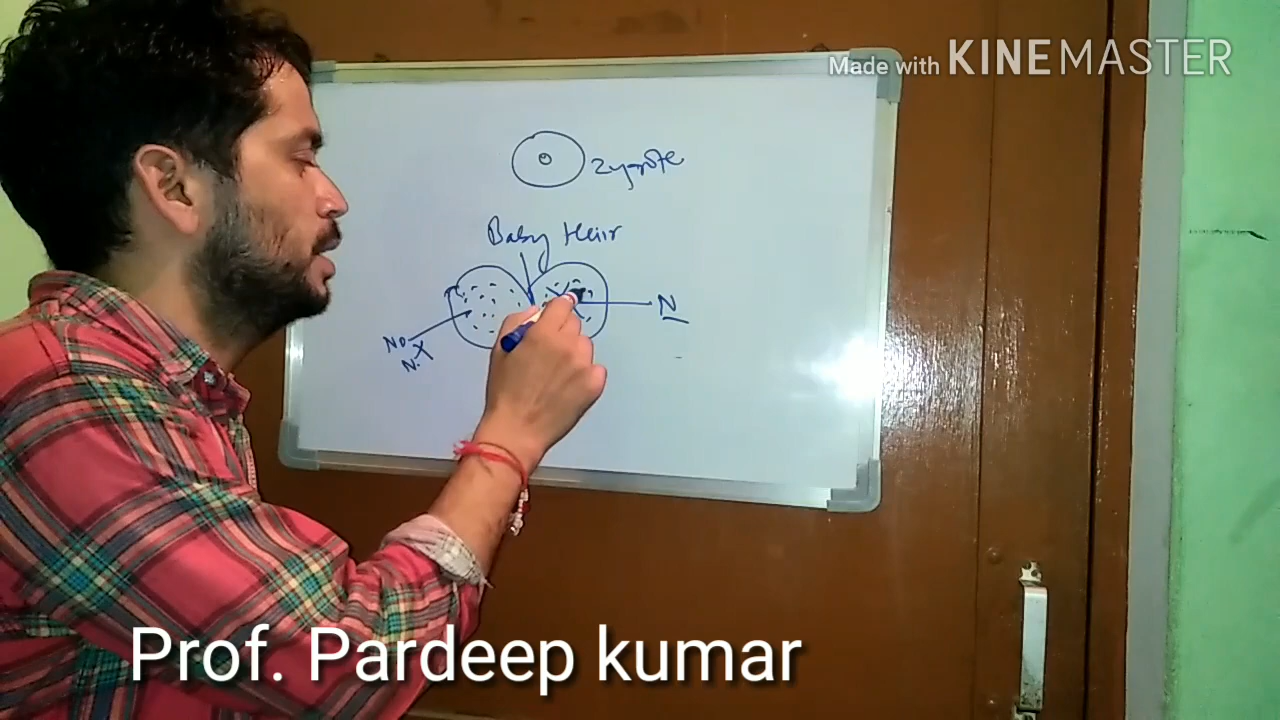 Made with KINEMASTER
Zygote
Baby Hair
N
No.
N.
Prof. Pardeep kumar